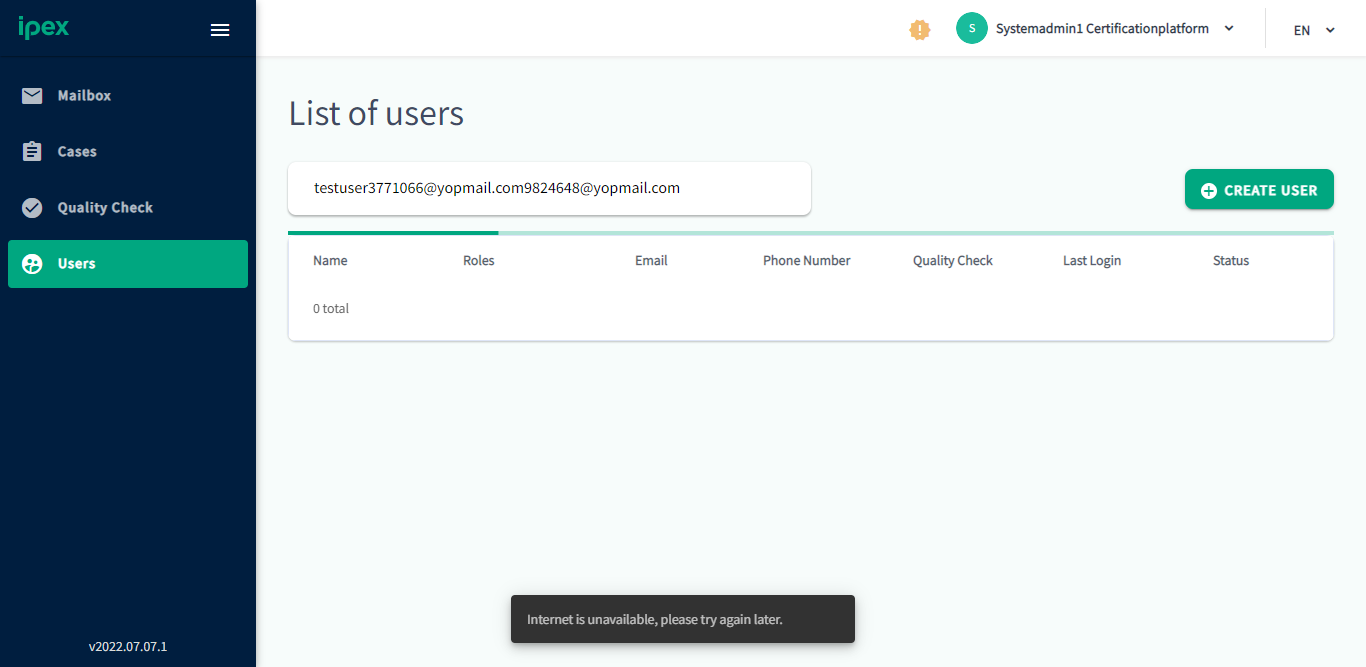 ipex
S
Systemadmin1 Certificationplatform
EN
Mailbox
Cases
Quality Check
Users
v2022.07.07.1
List of users
testuser3771066@yopmail.com9824648@yopmail.com
CREATE USER
Name Roles Email Phone Number Quality Check Last Login Status
0 total
Internet is unavailable, please try again later.